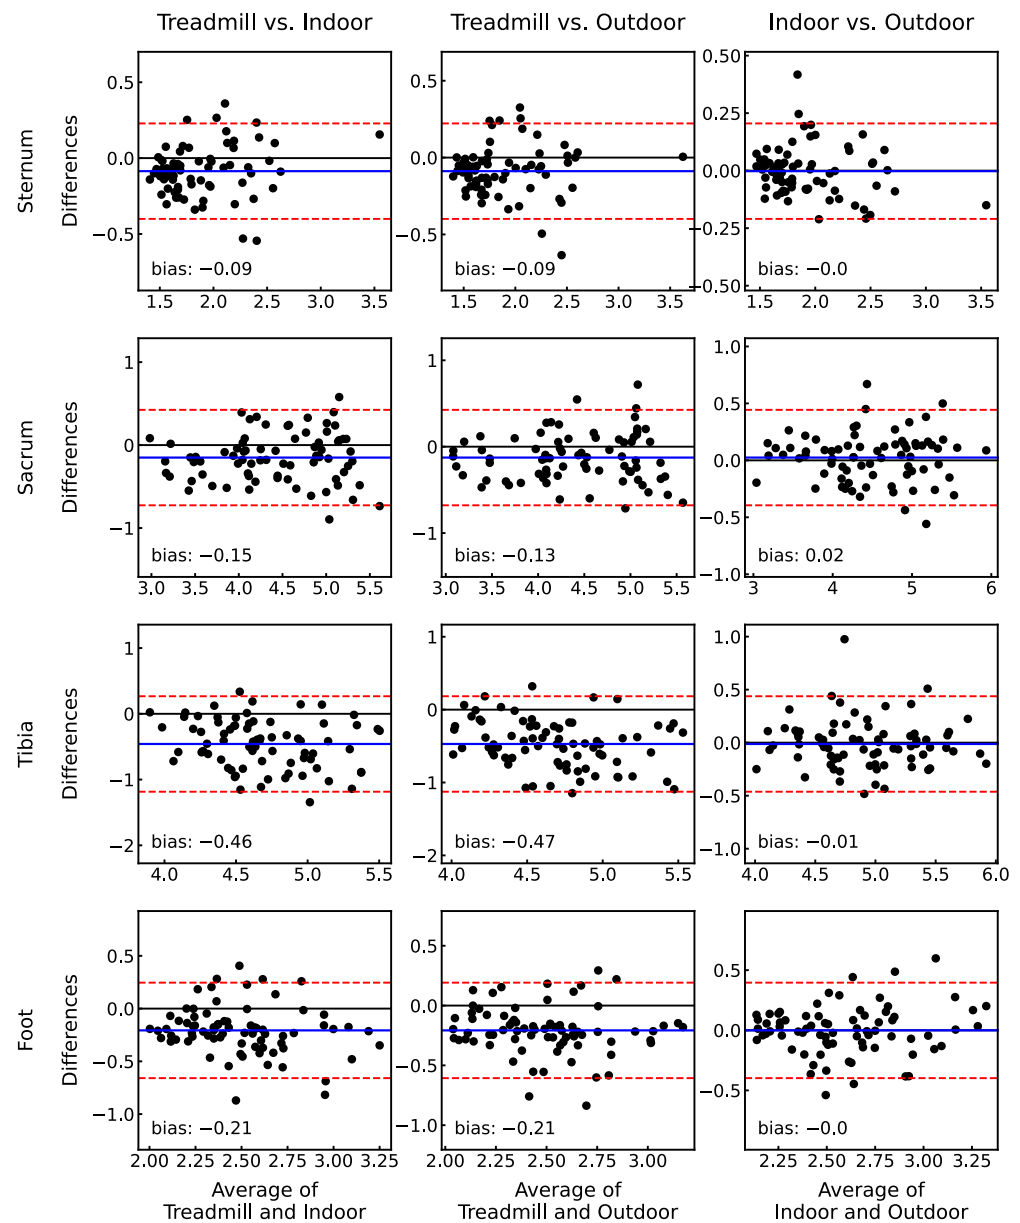 Treadmill vs. Indoor Treadmill vs. Outdoor Indoor vs. Outdoor
Sternum
Differences
0.5
0.0
−0.5
bias: −0.09
1.5 2.0 2.5 3.0 3.5
0.5
0.0
−0.5
bias: −0.09
1.5 2.0 2.5 3.0 3.5
0.50
0.25
0.00
−0.25
−0.50
bias: −0.0
1.5 2.0 2.5 3.0 3.5
Sacrum
Differences
1
0
−1
bias: −0.15
3.0 3.5 4.0 4.5 5.0 5.5
1
0
−1
bias: −0.13
3.0 3.5 4.0 4.5 5.0 5.5
1.0
0.5
0.0
−0.5
−1.0
bias: 0.02
3 4 5 6
Tibia
Differences
1
0
−1
−2
bias: −0.46
4.0 4.5 5.0 5.5
1
0
−1
−2
bias: −0.47
4.0 4.5 5.0 5.5
1.0
0.5
0.0
−0.5
−1.0
bias: −0.01
4.0 4.5 5.0 5.5 6.0
Foot
Differences
0.5
0.0
−0.5
−1.0
bias: −0.21
2.00 2.25 2.50 2.75 3.00 3.25
0.5
0.0
−0.5
−1.0
bias: −0.21
2.00 2.25 2.50 2.75 3.00
0.5
0.0
−0.5
bias: −0.0
2.25 2.50 2.75 3.00 3.25
Average of
Treadmill and Indoor
Average of
Treadmill and Outdoor
Average of
Indoor and Outdoor